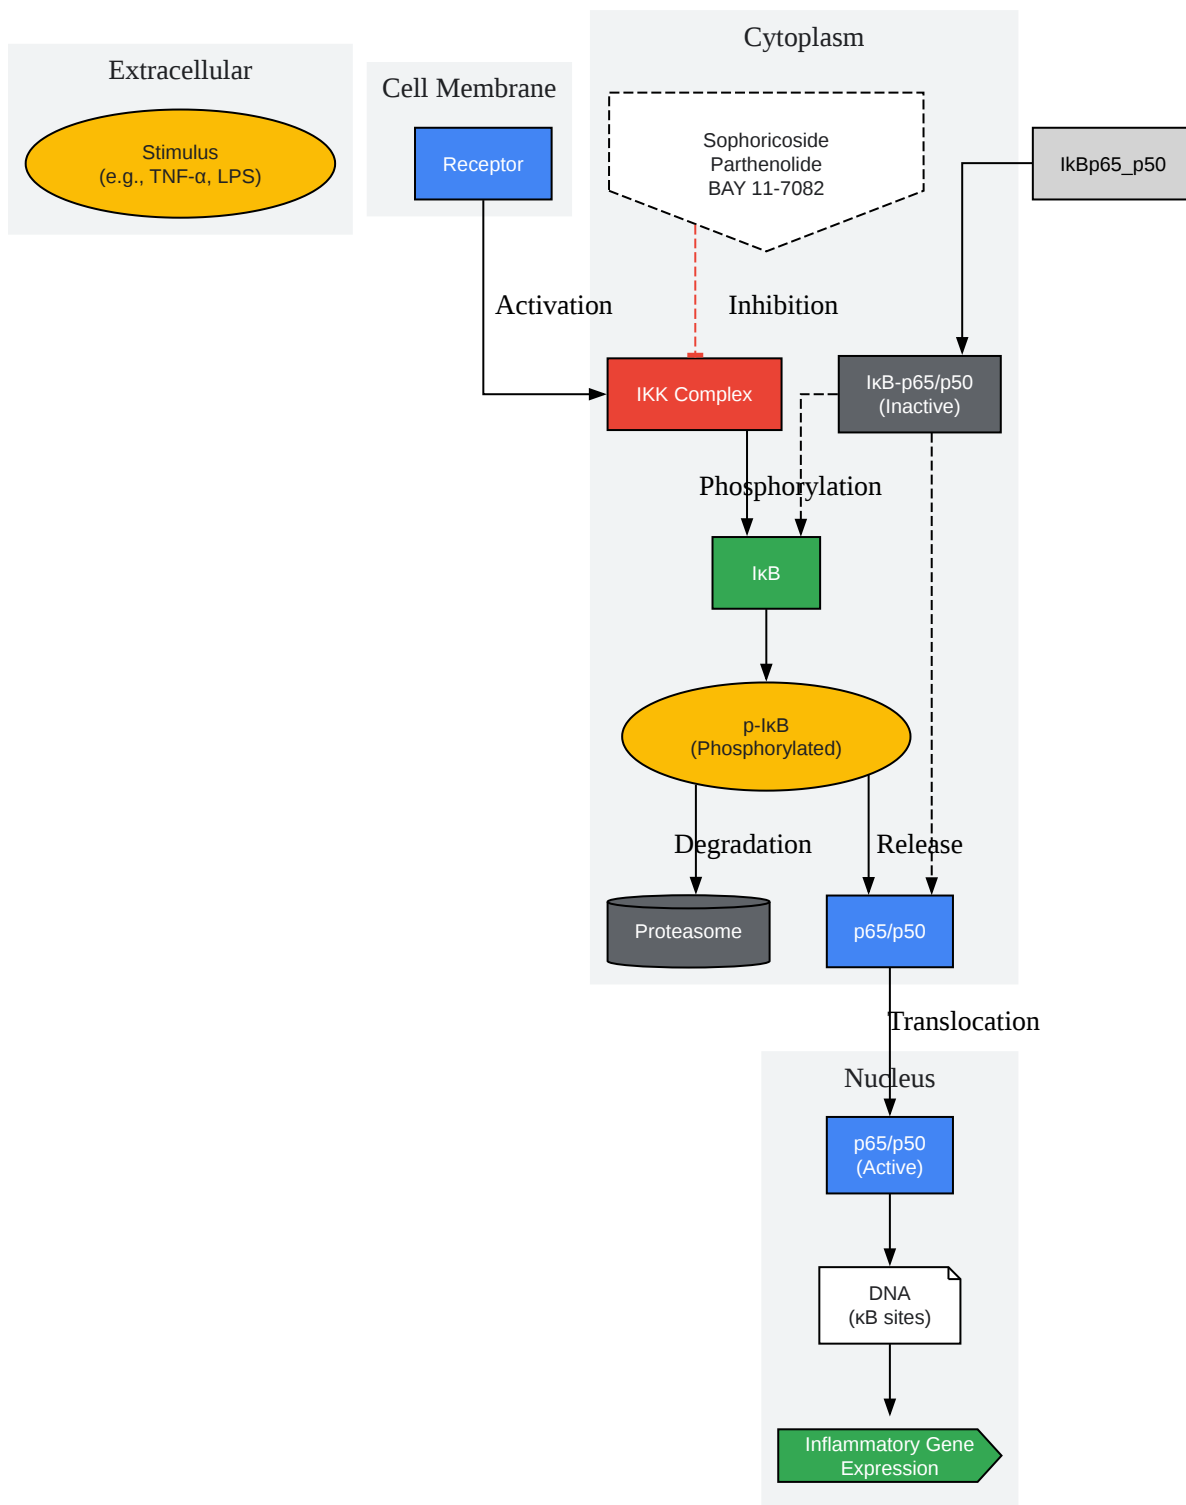 Extracellular
Stimulus
(e.g., TNF-α, LPS)
Cell Membrane
Receptor
Cytoplasm
Sophoricoside
Parthenolide
BAY 11-7082
IkBp65_p50
Activation
Inhibition
IKK Complex
IκB-p65/p50
(Inactive)
Phosphorylation
IκB
p-IκB
(Phosphorylated)
Degradation
Release
Proteasome
p65/p50
Translocation
Nucleus
p65/p50
(Active)
DNA
(κB sites)
Inflammatory Gene
Expression